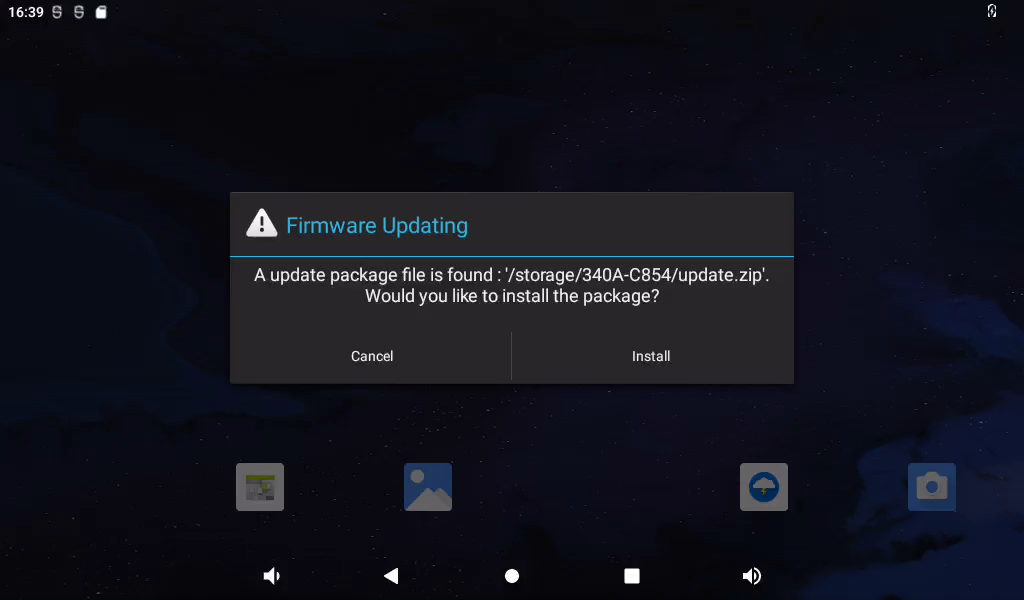 16:39
Firmware Updating
A update package file is found : '/storage/340A-C854/update.zip'.
Would you like to install the package?
Cancel
Install